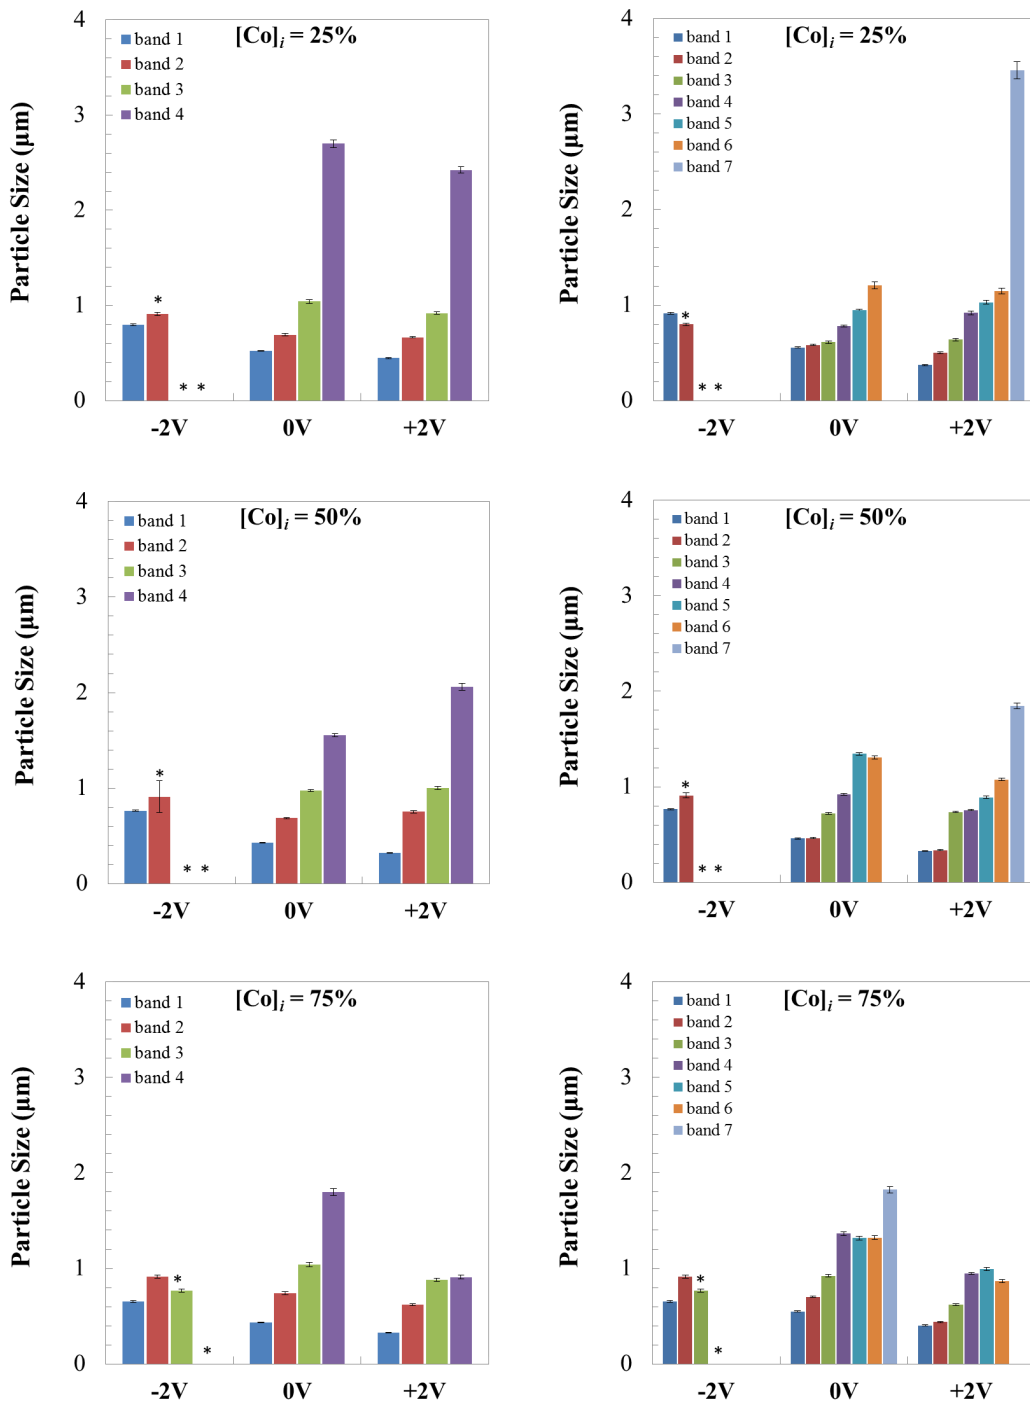 [Co]i = 25%
Particle Size (μm)
4
3
2
1
0
band 1
band 2
band 3
band 4
*
* *
-2V
0V
+2V
[Co]i = 25%
Particle Size (μm)
4
3
2
1
0
band 1
band 2
band 3
band 4
band 5
band 6
band 7
*
* *
-2V
0V
+2V
[Co]i = 50%
Particle Size (μm)
4
3
2
1
0
band 1
band 2
band 3
band 4
*
* *
-2V
0V
+2V
[Co]i = 50%
Particle Size (μm)
4
3
2
1
0
band 1
band 2
band 3
band 4
band 5
band 6
band 7
*
* *
-2V
0V
+2V
[Co]i = 75%
Particle Size (μm)
4
3
2
1
0
band 1
band 2
band 3
band 4
*
*
-2V
0V
+2V
[Co]i = 75%
Particle Size (μm)
4
3
2
1
0
band 1
band 2
band 3
band 4
band 5
band 6
band 7
*
*
-2V
0V
+2V